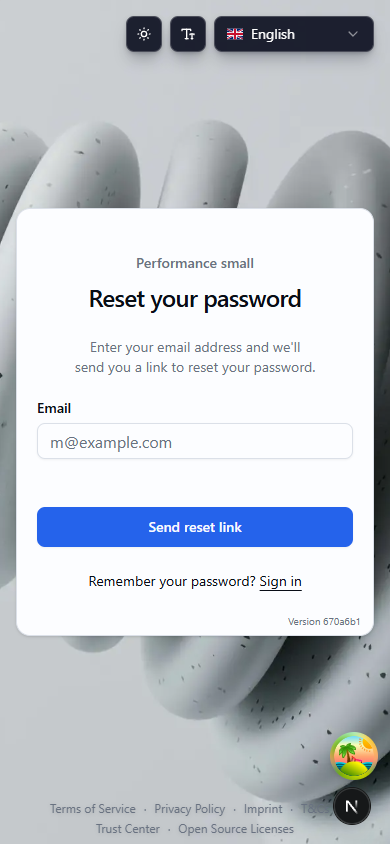 English
Performance small
Reset your password
Enter your email address and we'll
send you a link to reset your password.
Email
m@example.com
Send reset link
Remember your password? Sign in
Version 670a6b1
Terms of Service · Privacy Policy · Imprint ·
N
Trust Center · Open Source Licenses